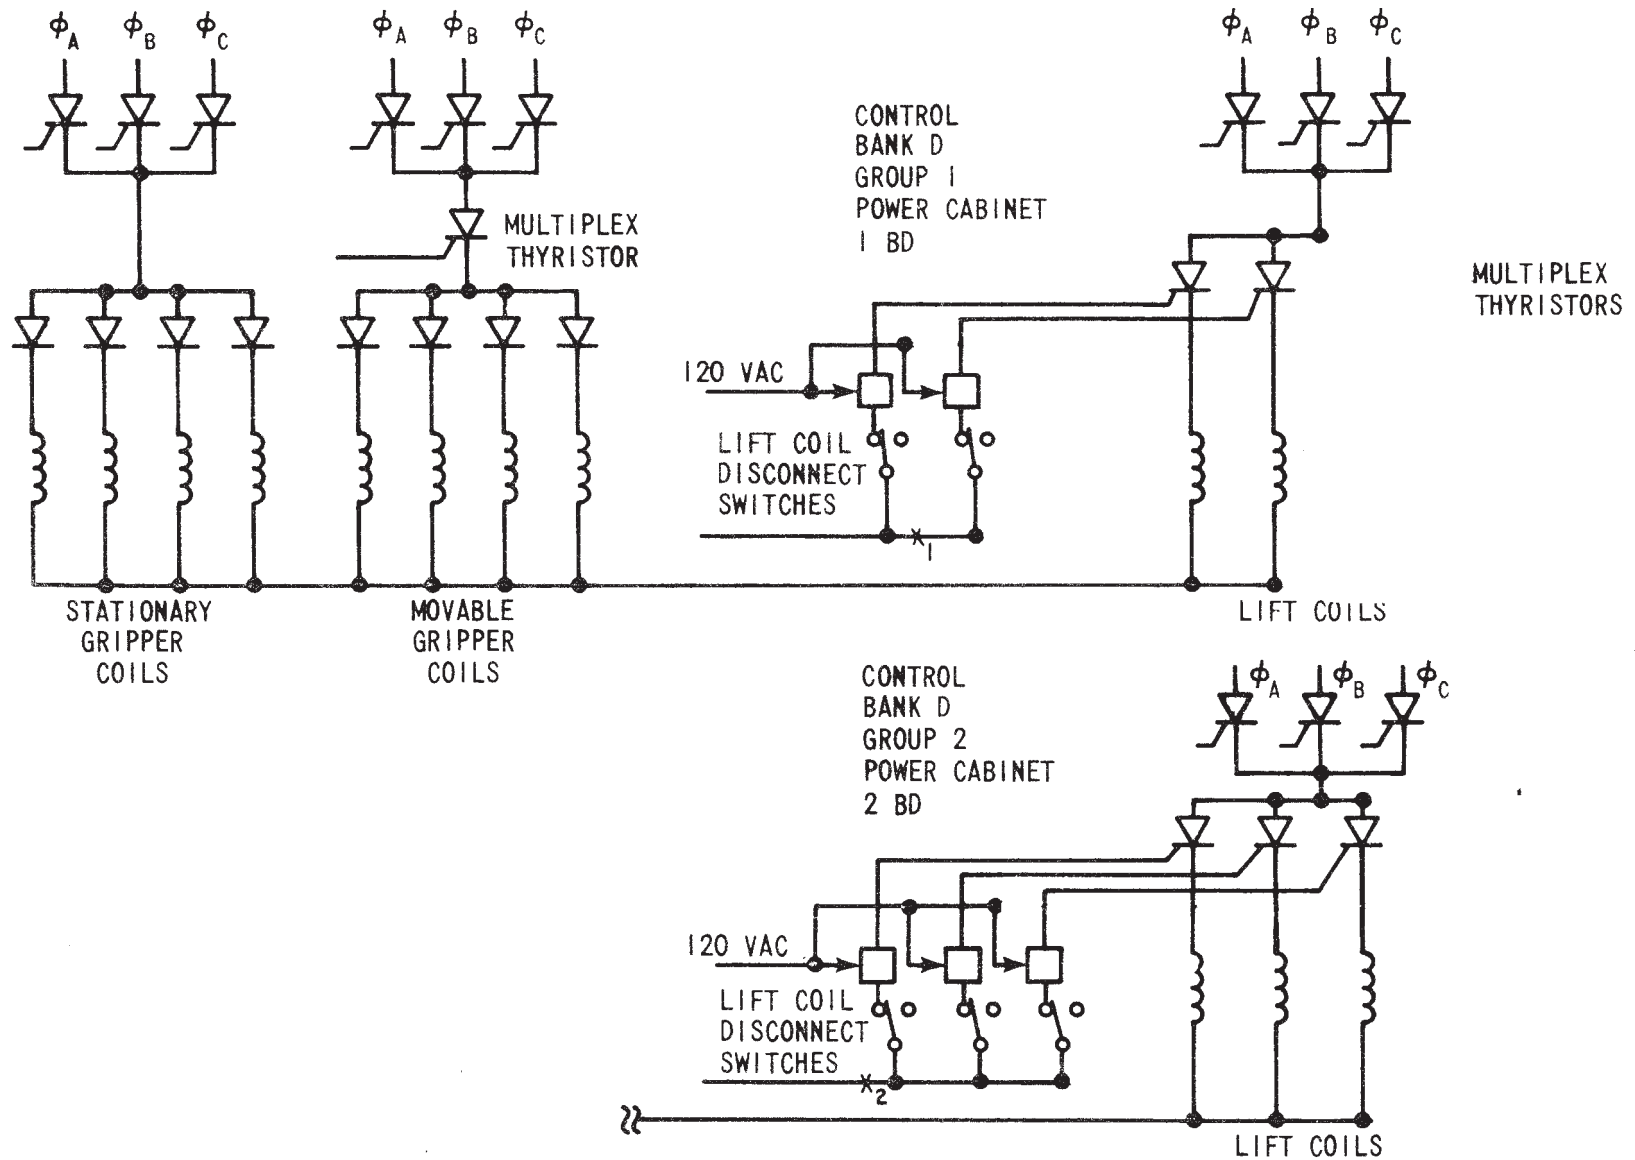 ϕA ϕB ϕC
ϕA ϕB ϕC
ϕA ϕB ϕC
CONTROL
BANK D
GROUP 1
POWER CABINET
1 BD
MULTIPLEX
THYRISTOR
MULTIPLEX
THYRISTORS
120 VAC
LIFT COIL
DISCONNECT
SWITCHES
X1
STATIONARY
GRIPPER
COILS
MOVABLE
GRIPPER
COILS
LIFT COILS
CONTROL
BANK D
GROUP 2
POWER CABINET
2 BD
ϕA ϕB ϕC
120 VAC
LIFT COIL
DISCONNECT
SWITCHES
X2
LIFT COILS